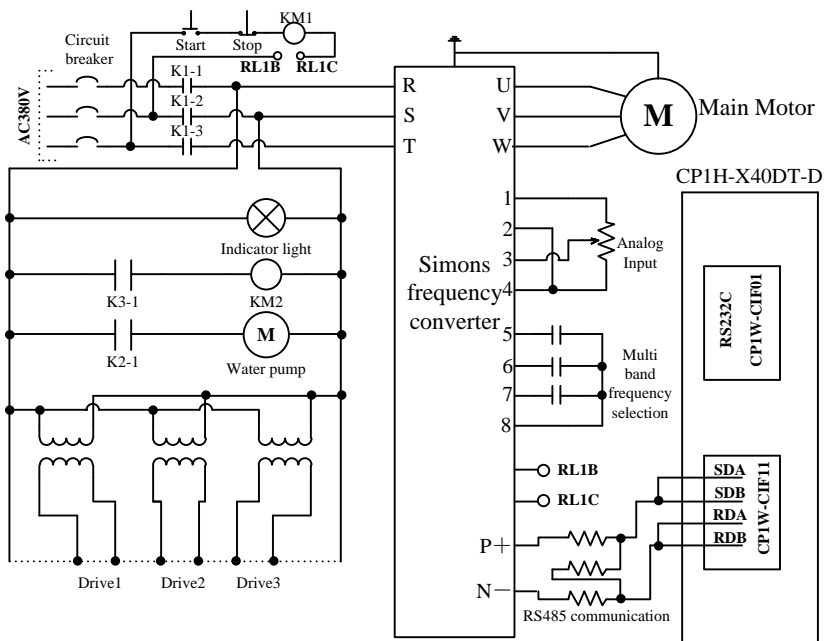 KM1
Circuit
breaker
Start
Stop
RL1B
RL1C
AC380V
K1-1
K1-2
K1-3
R
S
T
U
V
W
M
Main Motor
CP1H-X40DT-D
Indicator light
K3-1
KM2
K2-1
M
Water pump
Drive1
Drive2
Drive3
Simons
frequency
converter
1
2
3
4
5
6
7
8
Analog
Input
Multi
band
frequency
selection
RL1B
RL1C
P+
N−
RS485 communication
RS232C
CP1W-CIF01
SDA
SDB
RDA
RDB
CP1W-CIF11